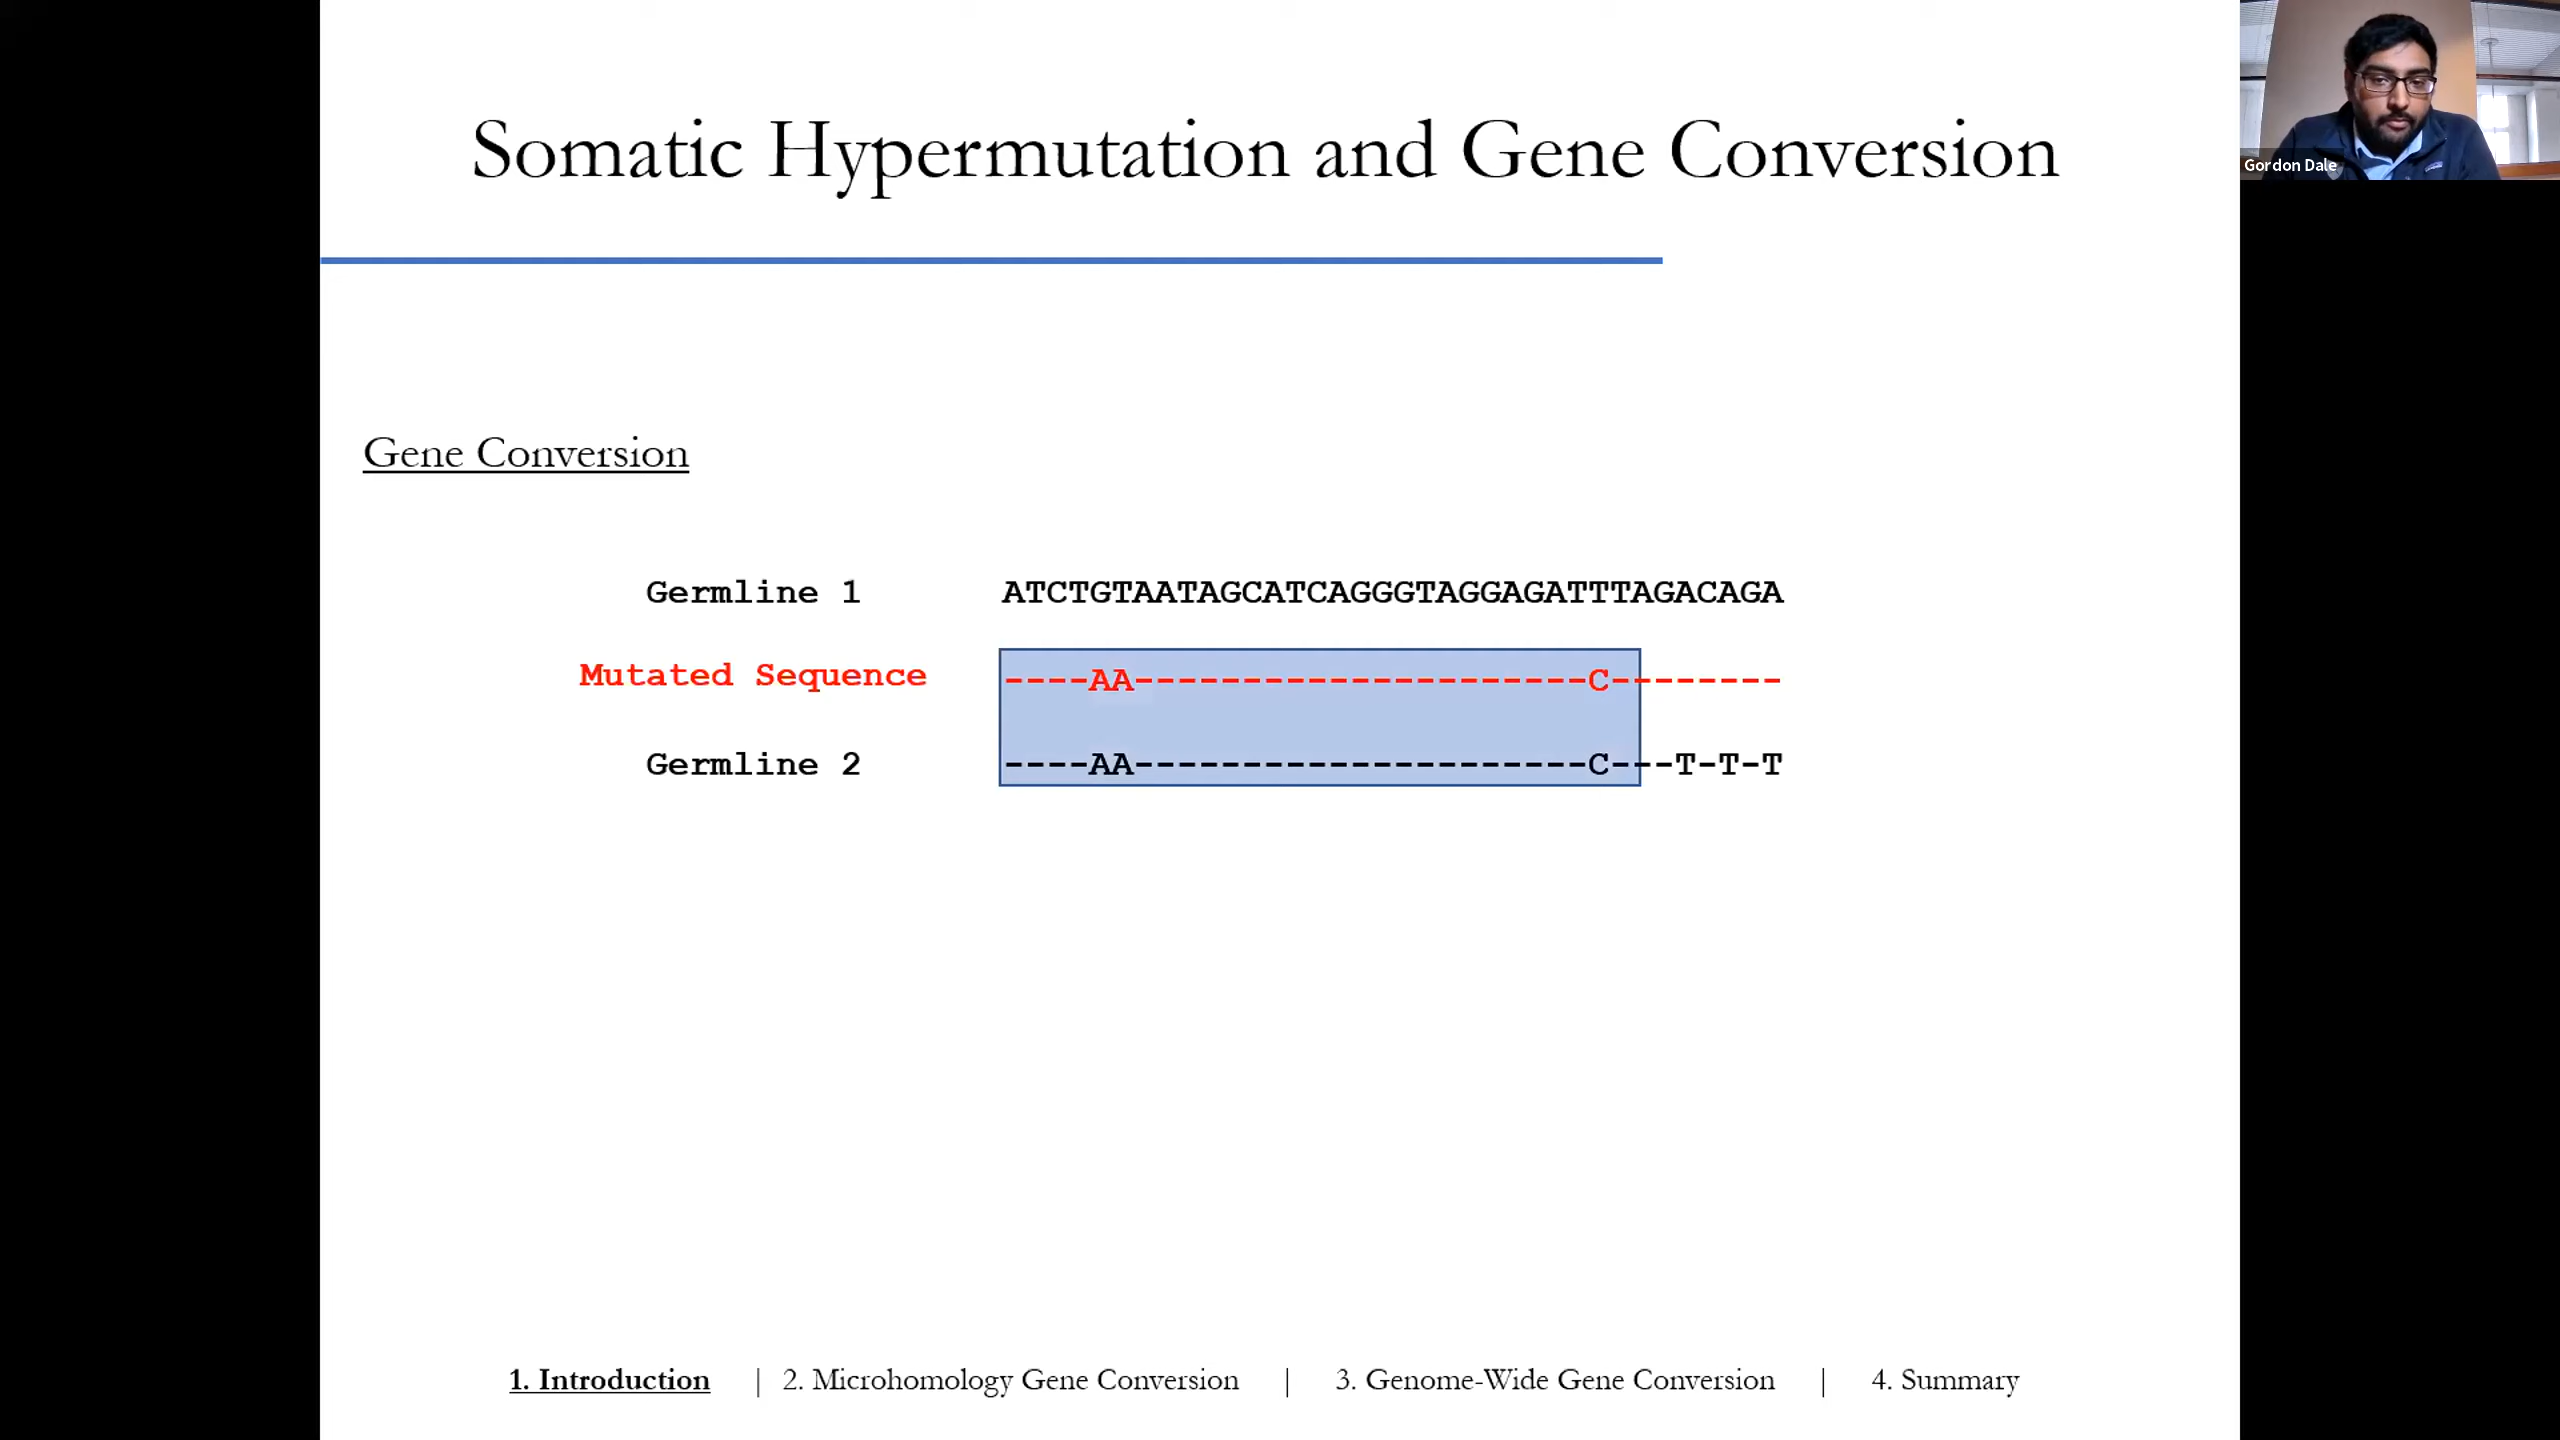 Somatic Hypermutation and Gene Conversion
Gordon Dale
Gene Conversion
Germline 1 ATCTGTAATAGCATCAGGGTAGGAGATTTAGACAGA
Mutated Sequence ----AA---------------------C--------
Germline 2 ----AA---------------------C---T-T-T
1. Introduction | 2. Microhomology Gene Conversion | 3. Genome-Wide Gene Conversion | 4. Summary